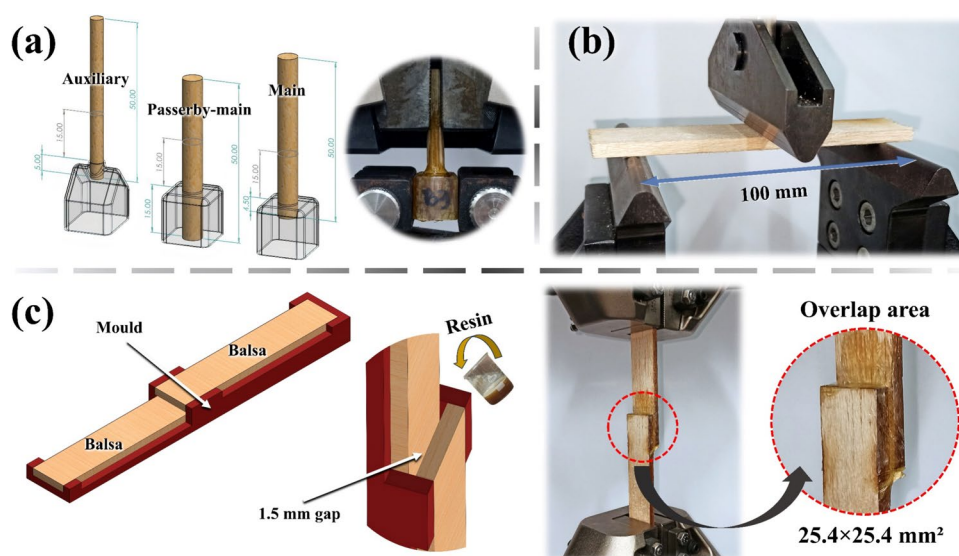 (a)
Auxiliary
Passerby-main
Main
50.00
15.00
5.00
50.00
15.00
15.00
50.00
15.00
4.50
(b)
100 mm
(c)
Mould
Balsa
Balsa
Resin
1.5 mm gap
Overlap area
25.4×25.4 mm²